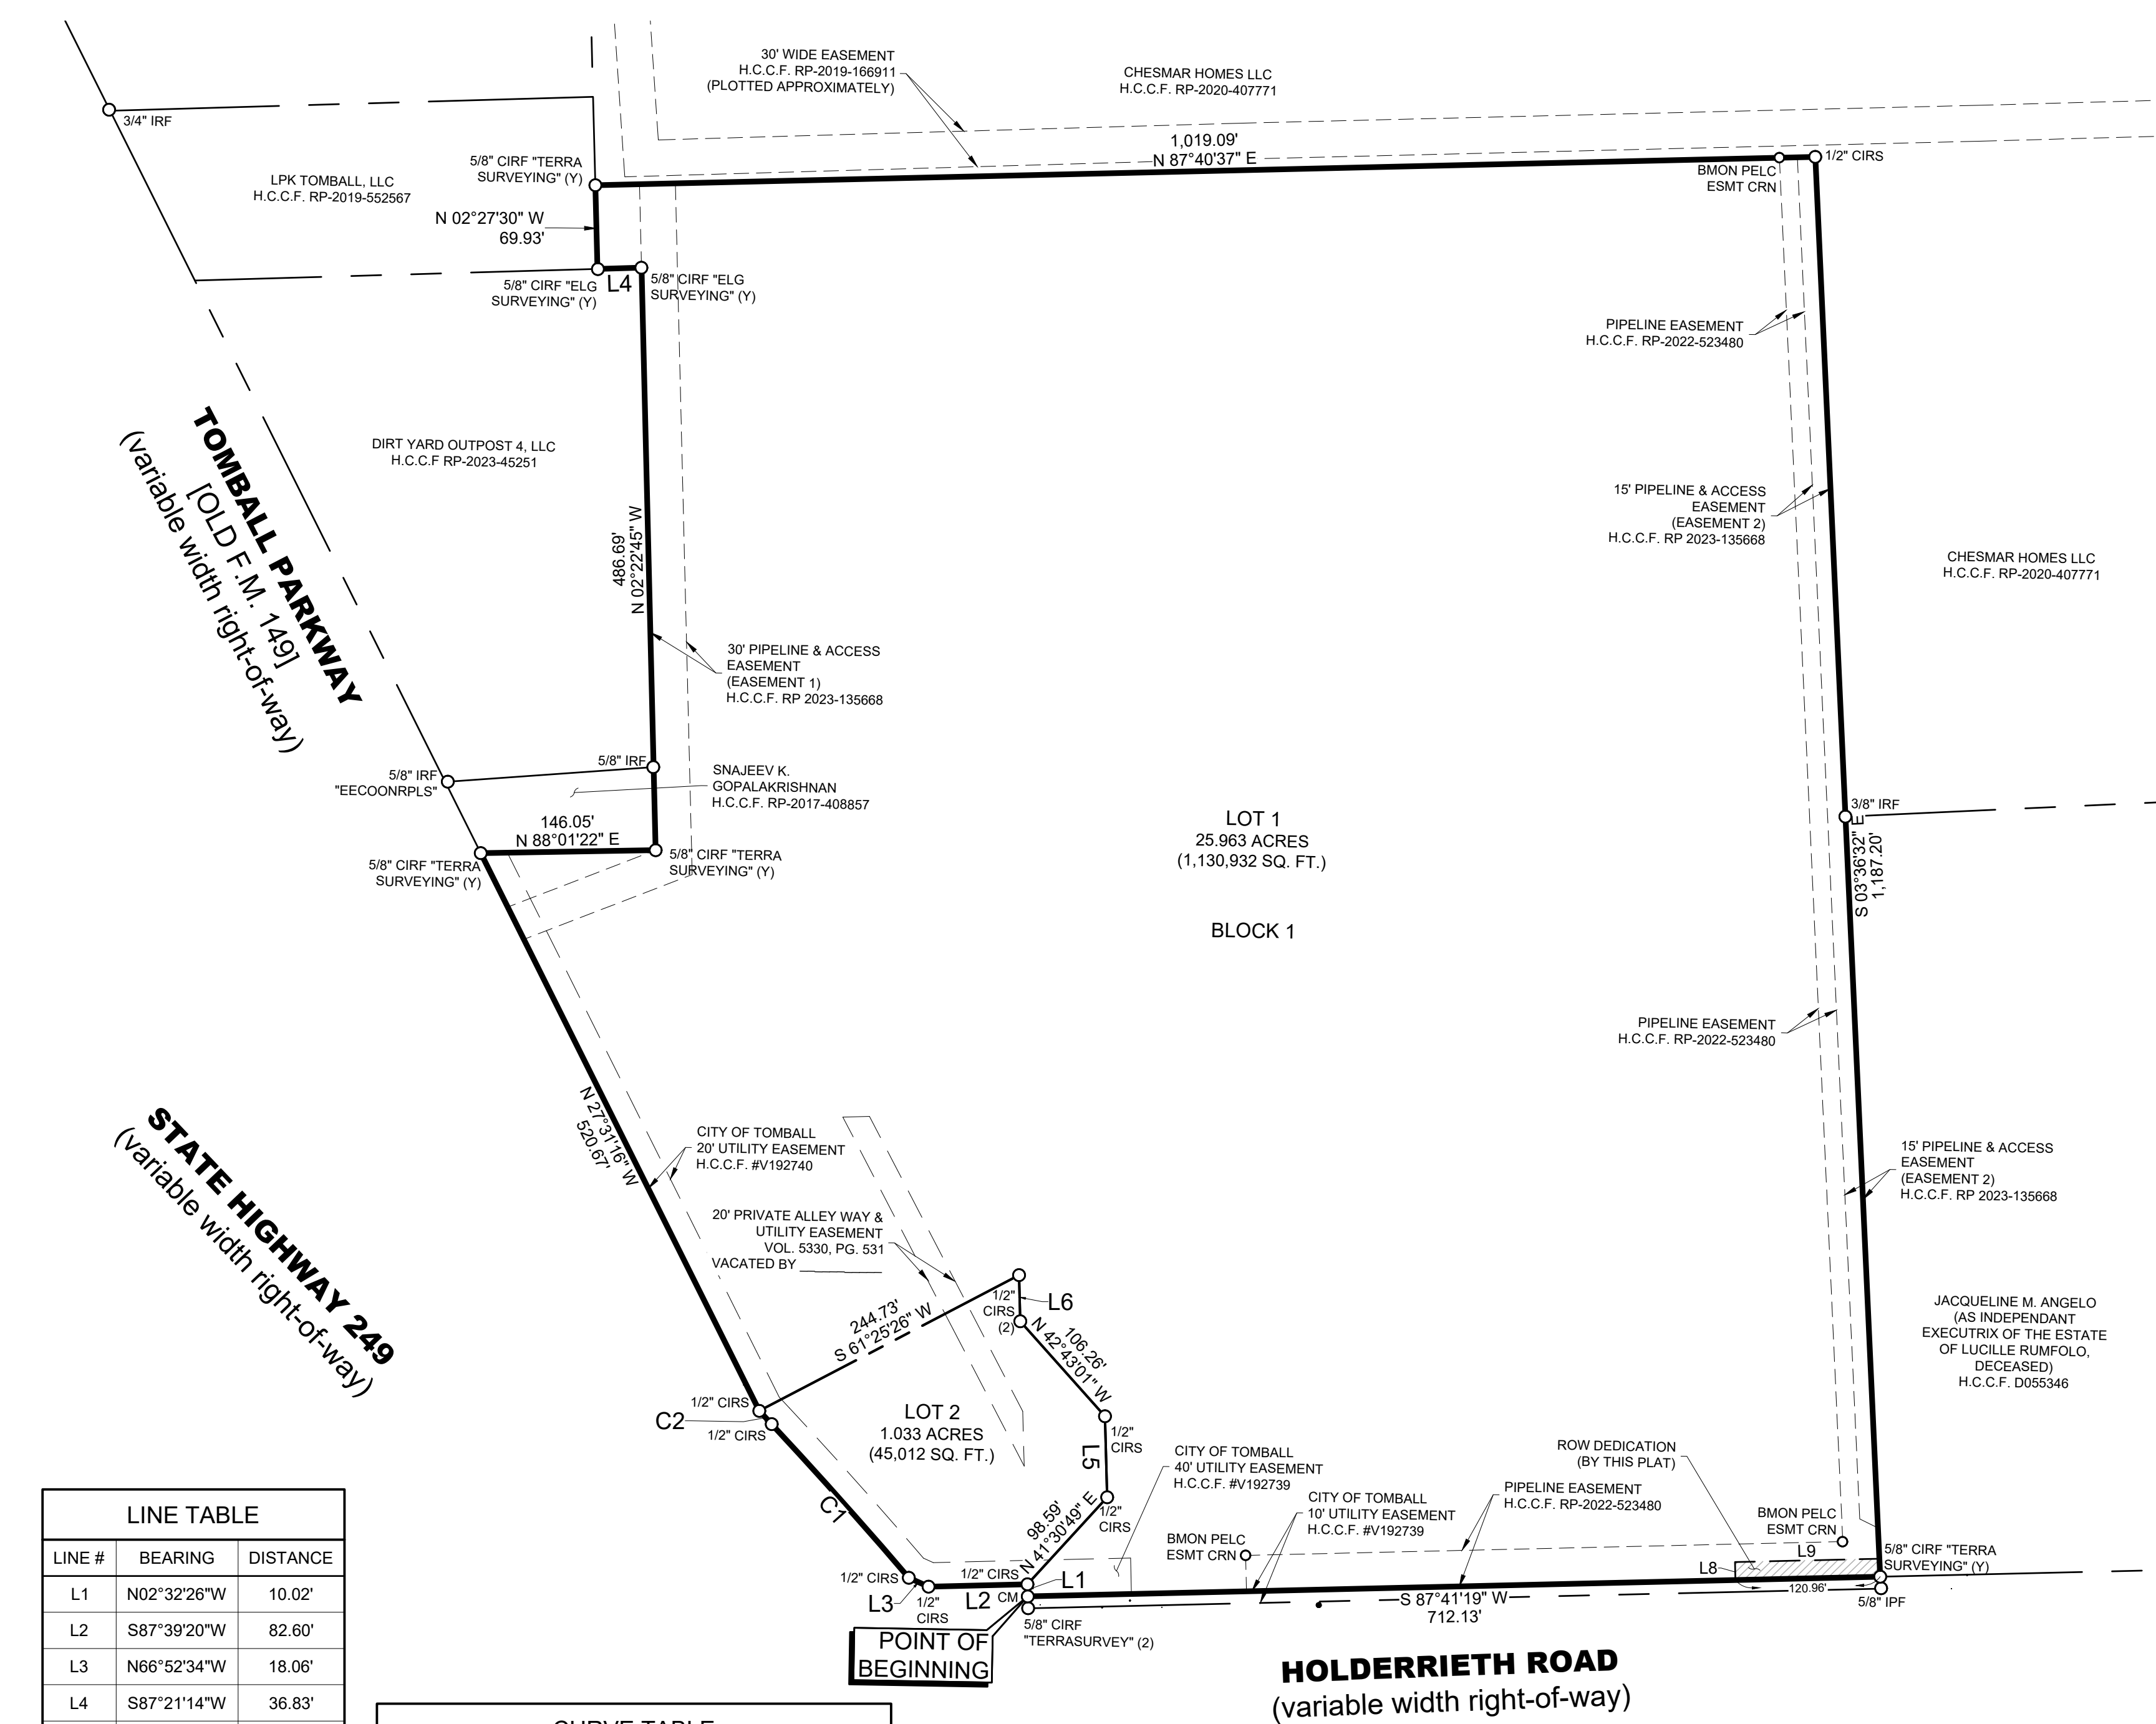 30' WIDE EASEMENT
H.C.C.F. RP-2019-166911
(PLOTTED APPROXIMATELY)
CHESMAR HOMES LLC
H.C.C.F. RP-2020-407771
3/4" IRF
1,019.09'
N 87°40'37" E
5/8" CIRF "TERRA
SURVEYING" (Y)
BMON PELC
ESMT CRN
1/2" CIRS
LPK TOMBALL, LLC
H.C.C.F. RP-2019-552567
N 02°27'30" W
69.93'
5/8" CIRF "ELG
SURVEYING" (Y)
L4
5/8" CIRF "ELG
SURVEYING" (Y)
PIPELINE EASEMENT
H.C.C.F. RP-2022-523480
TOMBALL PARKWAY
[OLD F.M. 149]
(variable width right-of-way)
DIRT YARD OUTPOST 4, LLC
H.C.C.F RP-2023-45251
486.69'
N 02°22'45" W
15' PIPELINE & ACCESS
EASEMENT
(EASEMENT 2)
H.C.C.F. RP 2023-135668
CHESMAR HOMES LLC
H.C.C.F. RP-2020-407771
30' PIPELINE & ACCESS
EASEMENT
(EASEMENT 1)
H.C.C.F. RP 2023-135668
5/8" IRF
"EECOONRPLS"
5/8" IRF
SNAJEEV K.
GOPALAKRISHNAN
H.C.C.F. RP-2017-408857
146.05'
N 88°01'22" E
5/8" CIRF "TERRA
SURVEYING" (Y)
5/8" CIRF "TERRA
SURVEYING" (Y)
LOT 1
25.963 ACRES
(1,130,932 SQ. FT.)
BLOCK 1
3/8" IRF
S 03°36'32" E
1,187.20'
PIPELINE EASEMENT
H.C.C.F. RP-2022-523480
N 27°31'16" W
520.67'
CITY OF TOMBALL
20' UTILITY EASEMENT
H.C.C.F. #V192740
STATE HIGHWAY 249
(variable width right-of-way)
20' PRIVATE ALLEY WAY &
UTILITY EASEMENT
VOL. 5330, PG. 531
VACATED BY ____________
15' PIPELINE & ACCESS
EASEMENT
(EASEMENT 2)
H.C.C.F. RP 2023-135668
244.73'
S 61°25'26" W
1/2"
CIRS
(2)
L6
106.26'
N 42°43'01" W
JACQUELINE M. ANGELO
(AS INDEPENDANT
EXECUTRIX OF THE ESTATE
OF LUCILLE RUMFOLO,
DECEASED)
H.C.C.F. D055346
1/2" CIRS
C2
1/2" CIRS
LOT 2
1.033 ACRES
(45,012 SQ. FT.)
L5
1/2"
CIRS
CITY OF TOMBALL
40' UTILITY EASEMENT
H.C.C.F. #V192739
ROW DEDICATION
(BY THIS PLAT)
PIPELINE EASEMENT
H.C.C.F. RP-2022-523480
CITY OF TOMBALL
10' UTILITY EASEMENT
H.C.C.F. #V192739
C1
98.59'
N 41°30'49" E
1/2"
CIRS
BMON PELC
ESMT CRN
BMON PELC
ESMT CRN
L9
L8
5/8" CIRF "TERRA
SURVEYING" (Y)
120.96'
5/8" IPF
1/2" CIRS
L3
1/2"
CIRS
1/2" CIRS
L2
CM
L1
5/8" CIRF
"TERRASURVEY" (2)
S 87°41'19" W
712.13'
POINT OF
BEGINNING
HOLDERRIETH ROAD
(variable width right-of-way)
LINE TABLE
LINE # BEARING DISTANCE
L1 N02°32'26"W 10.02'
L2 S87°39'20"W 82.60'
L3 N66°52'34"W 18.06'
L4 S87°21'14"W 36.83'
CURVE TABLE